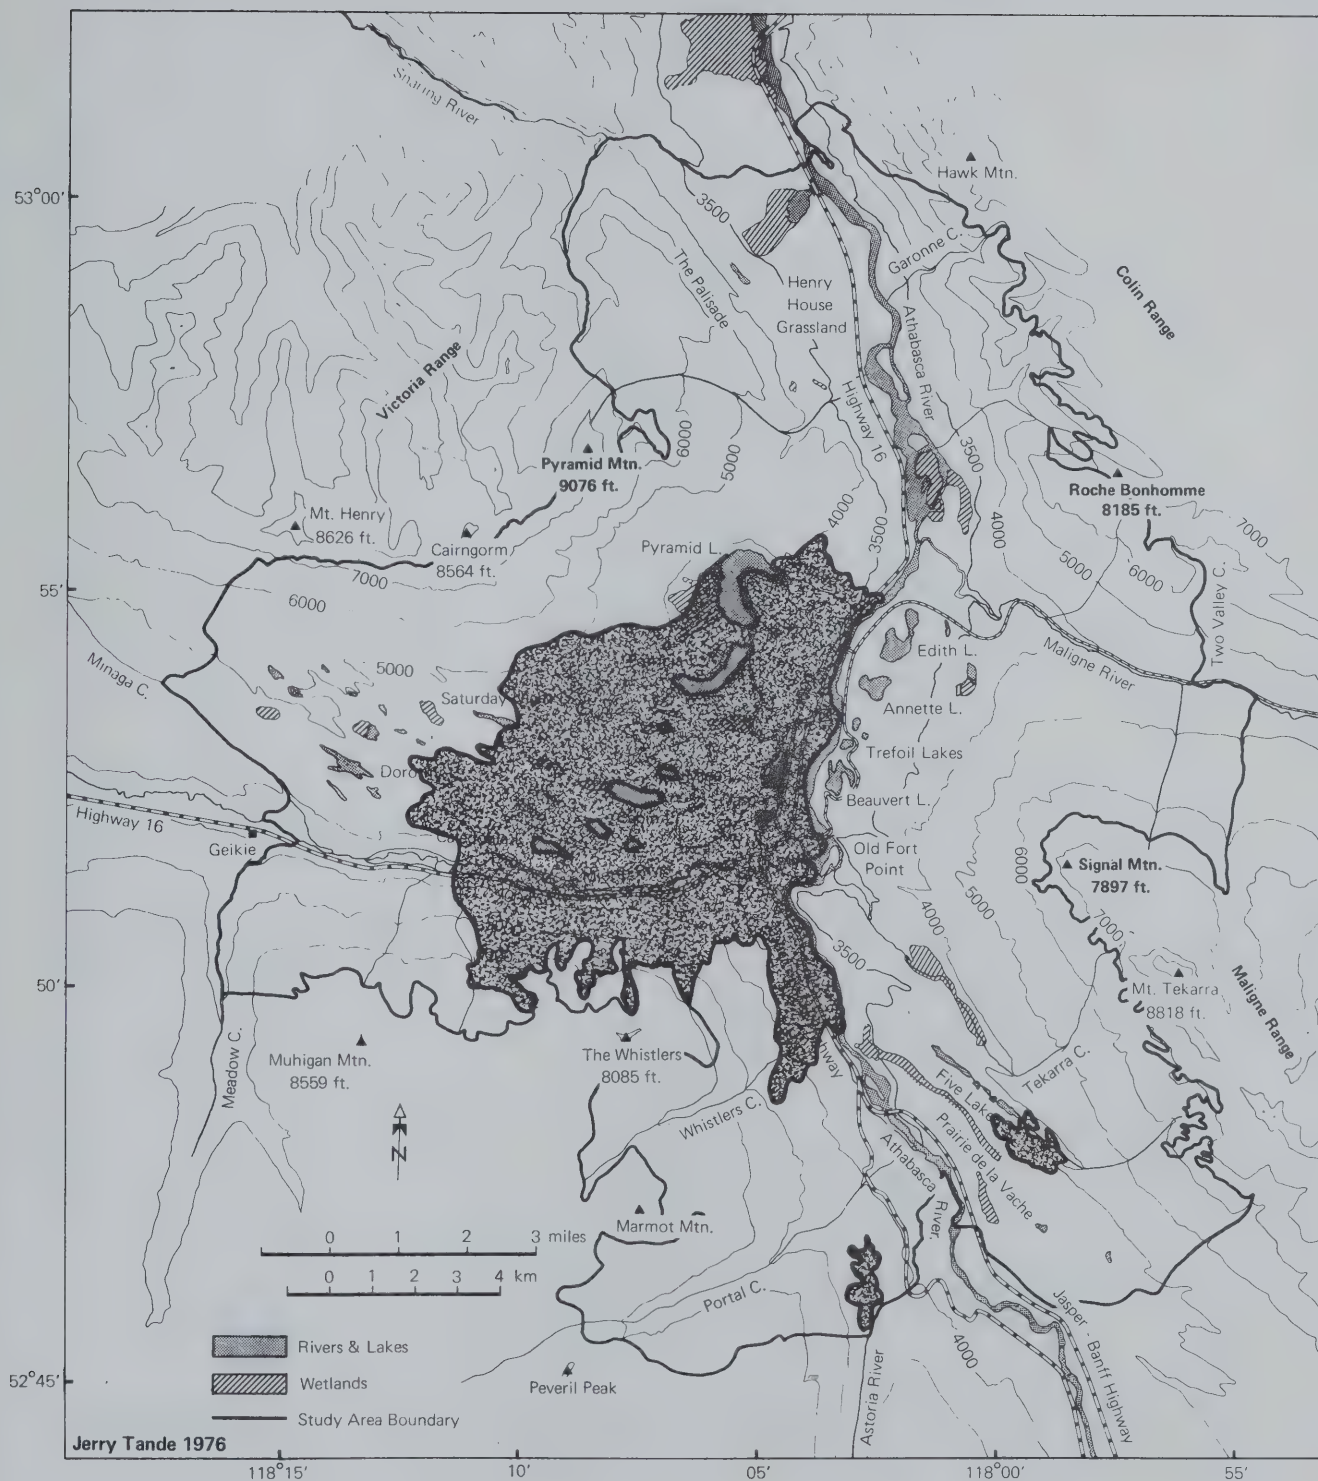 Snaring River
53°00'
Hawk Mtn.
3500
Garonne C.
The Palisade
Henry
House
Grassland
Colin Range
Athabasca River
Victoria Range
Highway 16
6000
5000
3500
Pyramid Mtn.
9076 ft.
Roche Bonhomme
8185 ft.
Mt. Henry
8626 ft.
4000
4000
7000
Cairngorm
8564 ft.
Pyramid L.
3500
5000
6000
7000
55'
6000
Two Valley C.
Edith L.
Maligne River
Minaga C.
5000
Saturday
Annette L.
Trefoil Lakes
Beauvert L.
Highway 16
Geikie
Old Fort
Point
6000
Signal Mtn.
7897 ft.
5000
4000
7000
3500
50'
Mt. Tekarra
8818 ft.
Maligne Range
Meadow C.
Muhigan Mtn.
8559 ft.
The Whistlers
8085 ft.
hway
Tekarra C.
Five Lake
Whistlers C.
Prairie de la Vache
N
Athabasca
River.
Marmot Mtn.
0 1 2 3 miles
0 1 2 3 4 km
Portal C.
Jasper - Banff Highway
4000
Rivers & Lakes
Wetlands
Study Area Boundary
52°45'
Peveril Peak
Astoria River
Jerry Tande 1976
118°15' 10' 05' 118°00' 55'